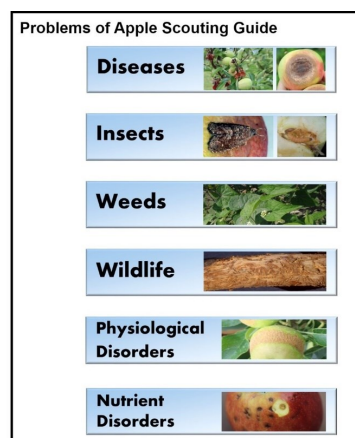 Problems of Apple Scouting Guide
Diseases
Insects
Weeds
Wildlife
Physiological
Disorders
Nutrient
Disorders